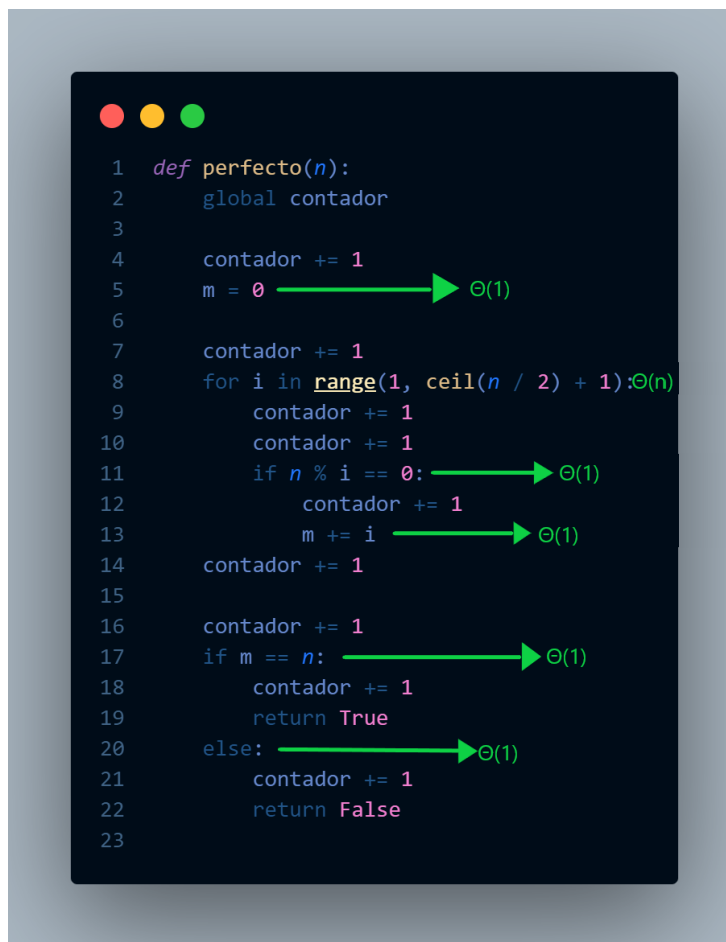 1 def perfecto(n):
2 global contador
3
4 contador += 1
5 m = 0 Θ(1)
6
7 contador += 1
8 for i in range(1, ceil(n / 2) + 1):Θ(n)
9 contador += 1
10 contador += 1
11 if n % i == 0: Θ(1)
12 contador += 1
13 m += i Θ(1)
14 contador += 1
15
16 contador += 1
17 if m == n: Θ(1)
18 contador += 1
19 return True
20 else: Θ(1)
21 contador += 1
22 return False
23